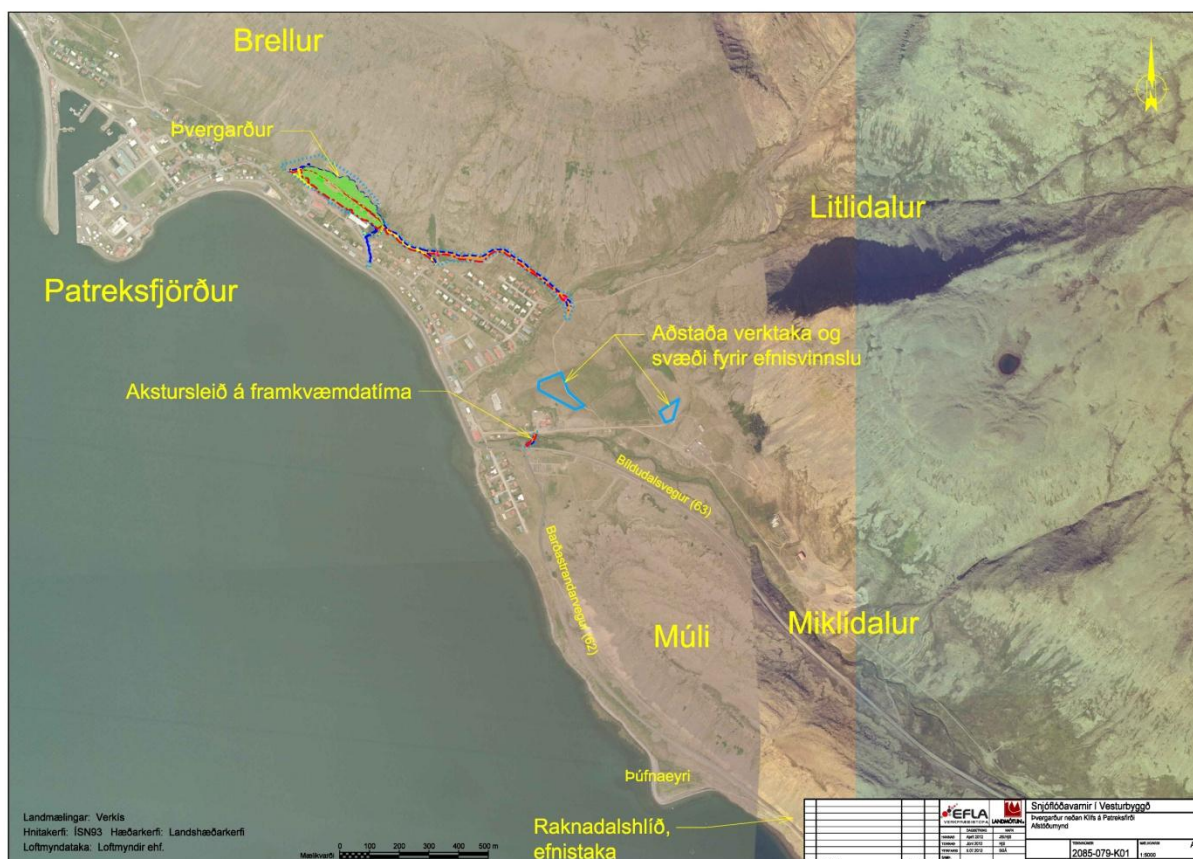 Brellur
Þvergarður
Litlidalur
Patreksfjörður
Aðstaða verktaka og
svæði fyrir efnisvinnslu
Akstursleið á framkvæmdatíma
Bíldudalsvegur (63)
Barðastrandarvegur (62)
Múli
Miklidalur
Þúfnaeyri
Raknadalshlíð,
efnistaka
Landmælingar: Verkís
Hnitakerfi: ÍSN93 Hæðarkerfi: Landshæðarkerfi
Loftmyndataka: Loftmyndir ehf.
Mælikvarði 0 100 200 300 400 500 m
EFLA
VERKFRÆÐISTOFA
LANDMÓTUN
Snjóflóðavarnir í Vesturbyggð
Þvergarður neðan Klifs á Patreksfirði
Afstöðumynd
2085-079-K01